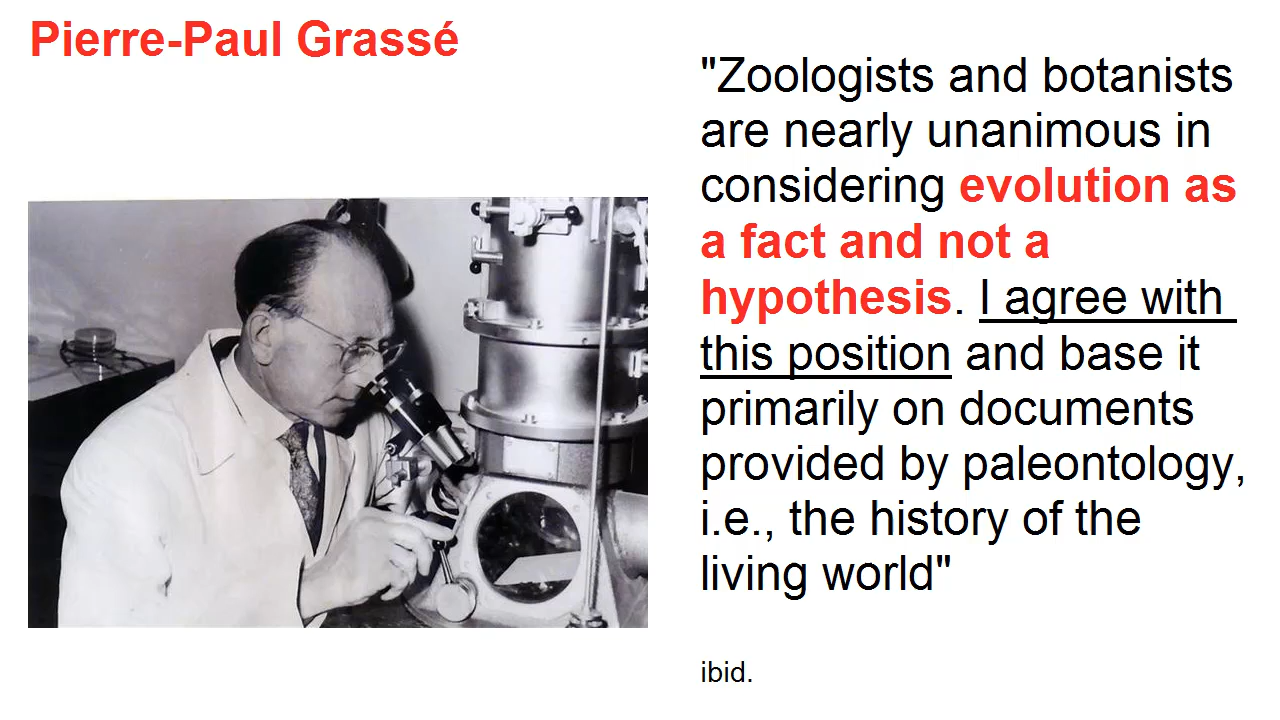 Pierre-Paul Grassé
"Zoologists and botanists
are nearly unanimous in
considering evolution as
a fact and not a
hypothesis. I agree with
this position and base it
primarily on documents
provided by paleontology,
i.e., the history of the
living world"
ibid.